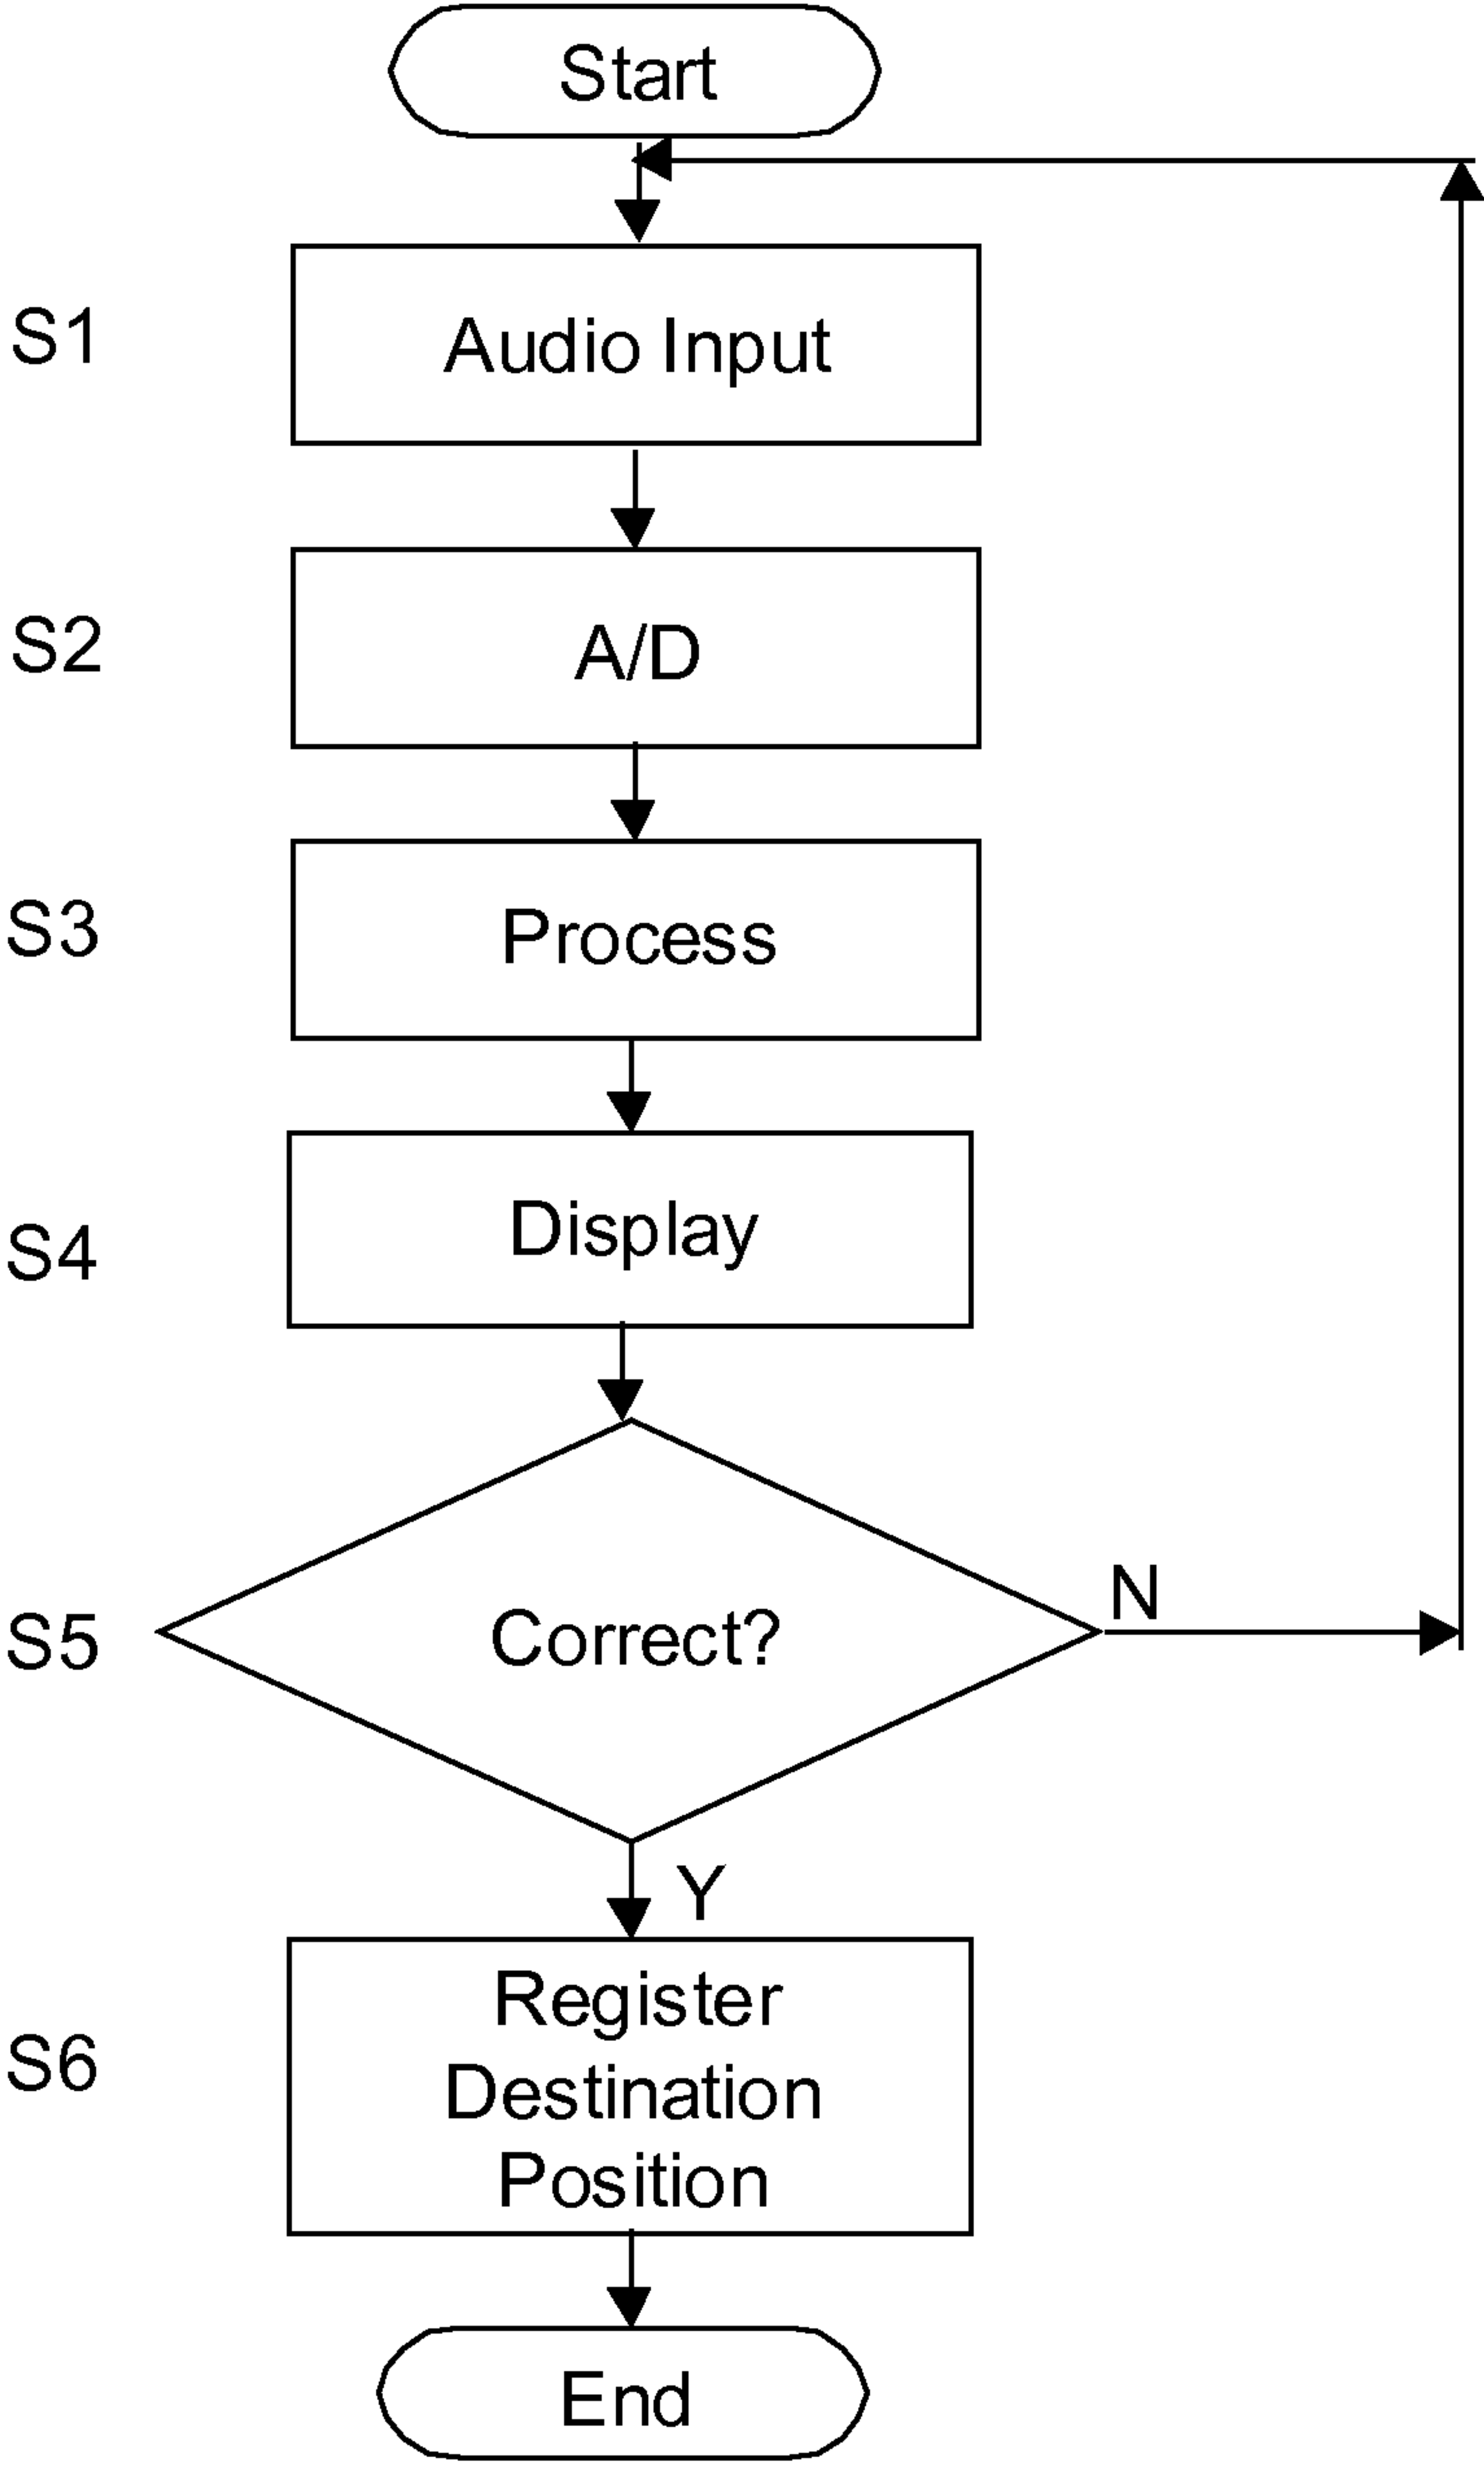 Start
S1
Audio Input
S2
A/D
S3
Process
S4
Display
S5
Correct?
N
Y
S6
Register
Destination
Position
End